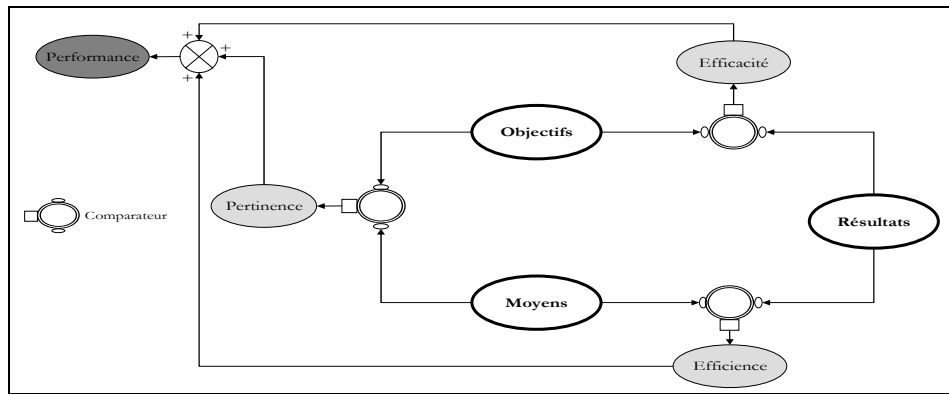 +
+
+
Performance
Efficacité
Objectifs
Pertinence
Comparateur
Résultats
Moyens
Efficience